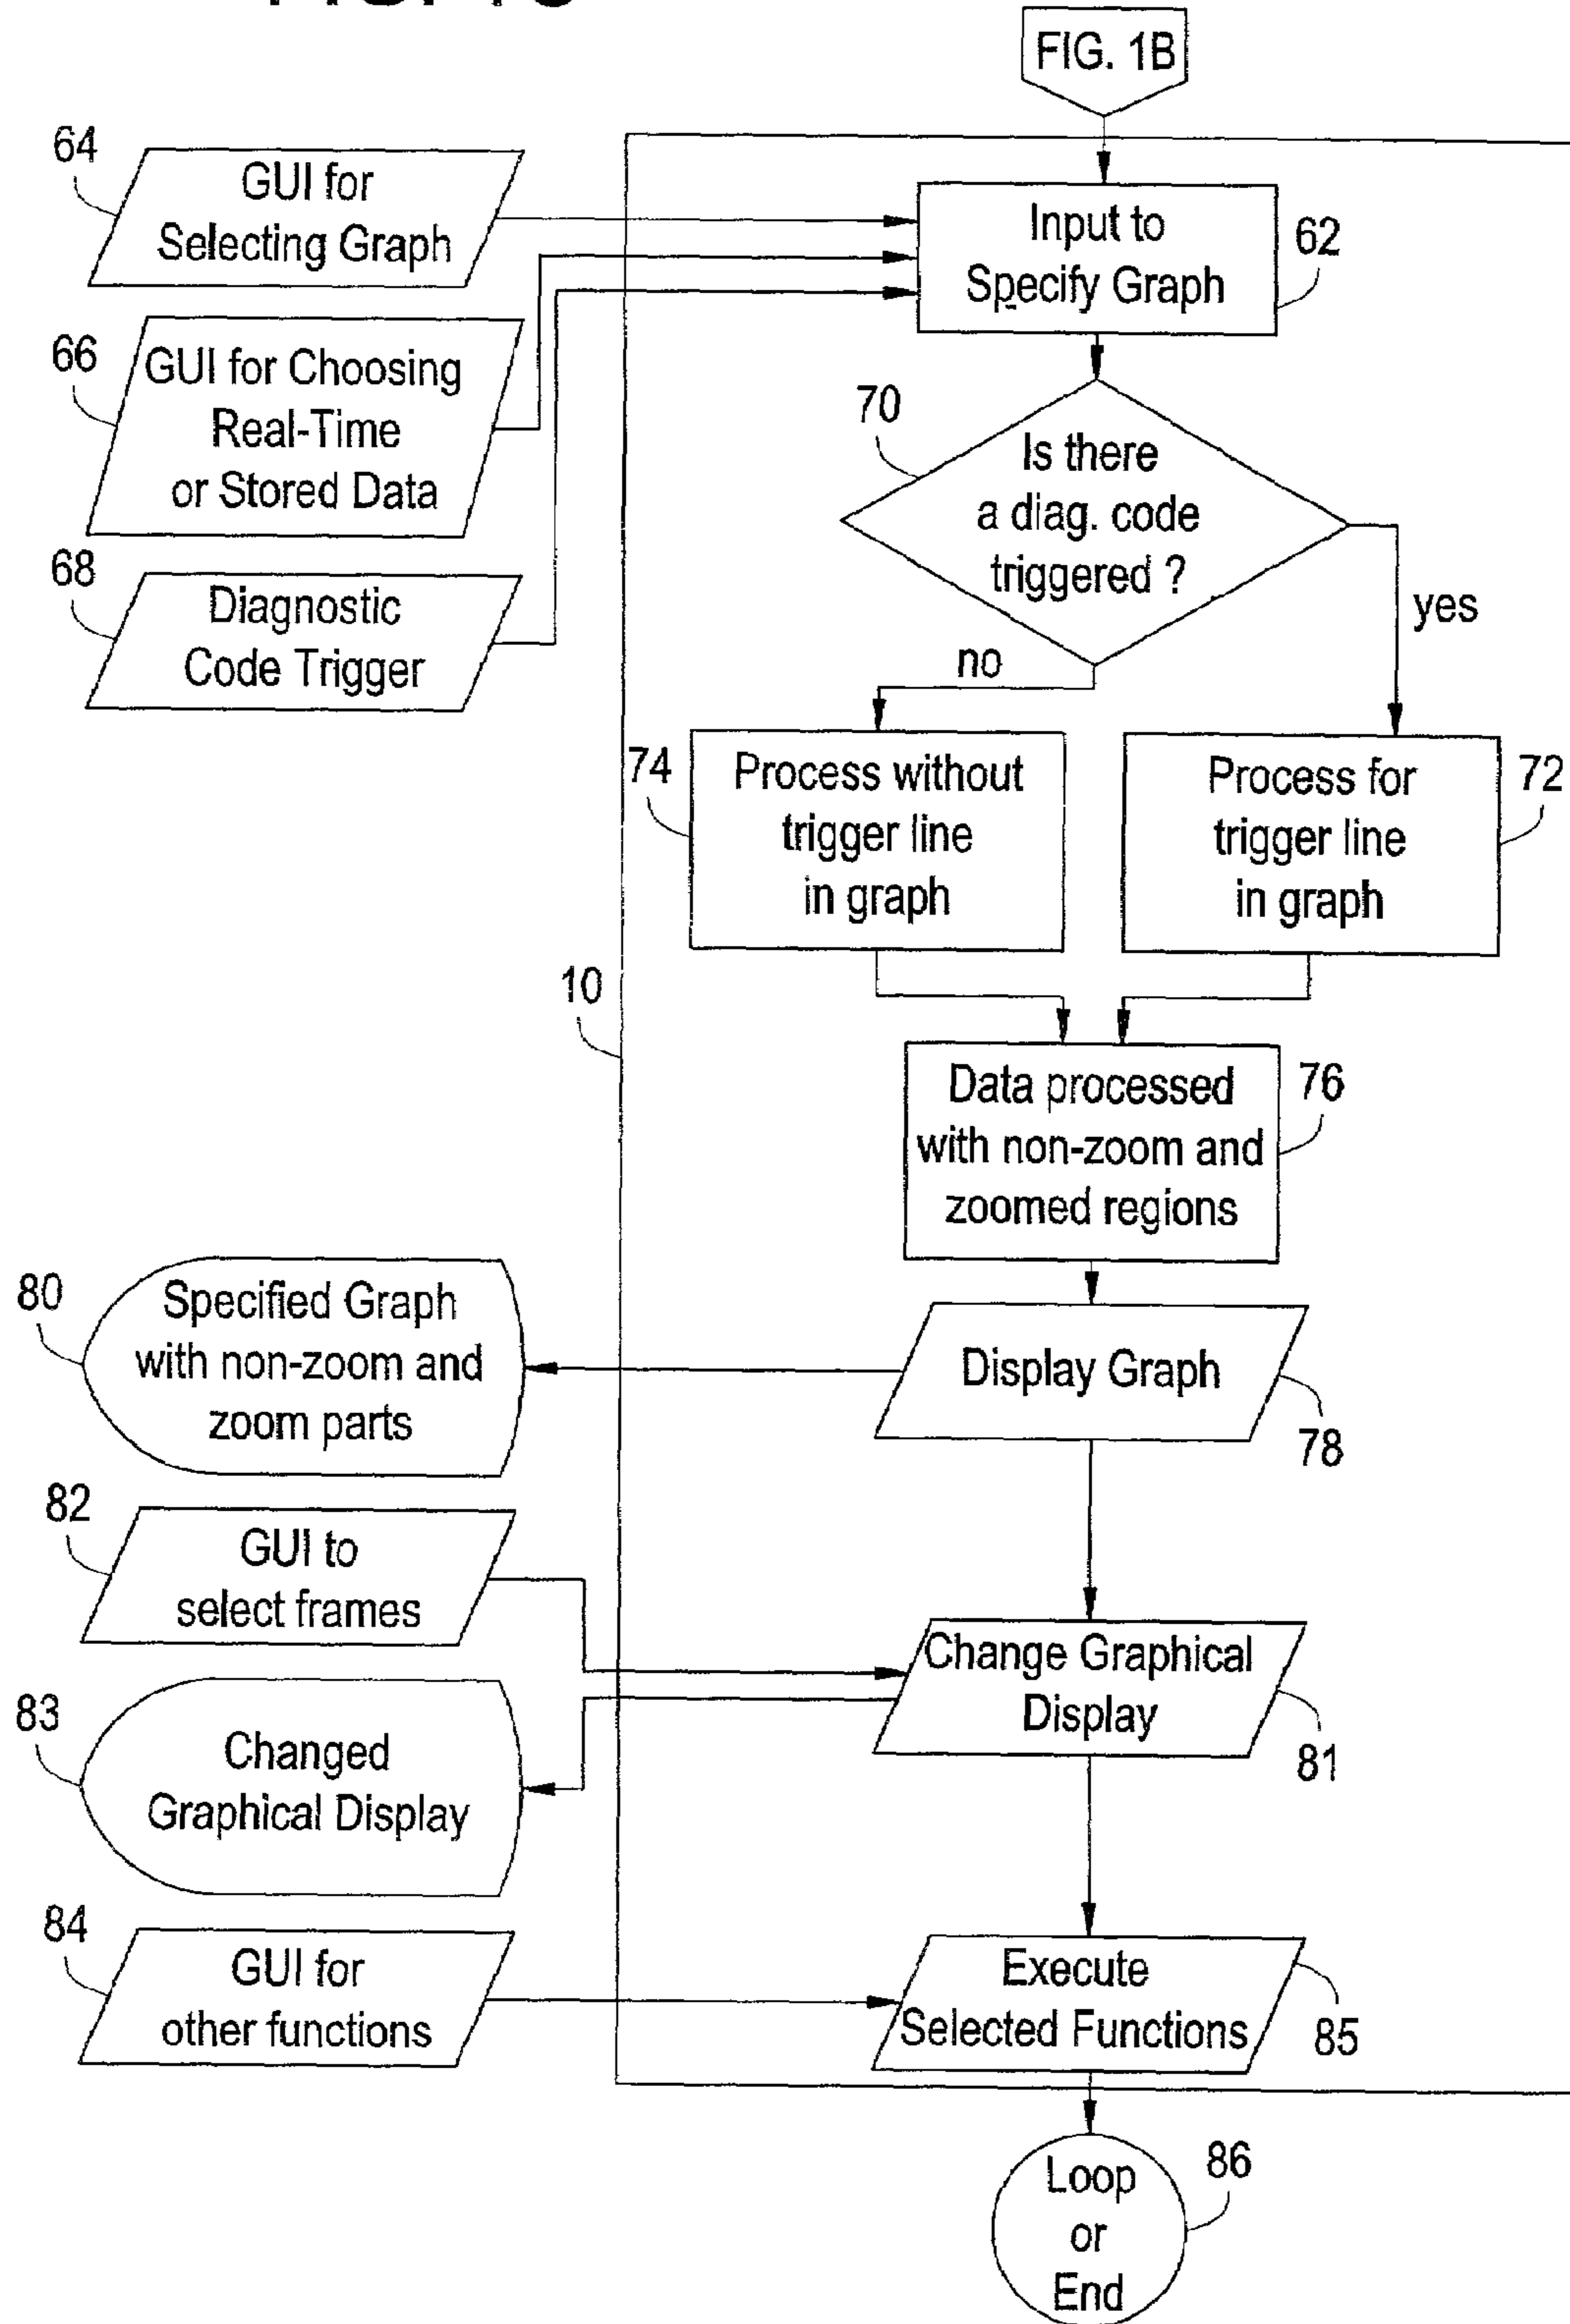 FIG. 1B
64
GUI for
Selecting Graph
Input to
Specify Graph
62
66
GUI for Choosing
Real-Time
or Stored Data
70
Is there
a diag. code
triggered ?
68
Diagnostic
Code Trigger
no
yes
74
Process without
trigger line
in graph
Process for
trigger line
in graph
72
10
Data processed
with non-zoom and
zoomed regions
76
80
Specified Graph
with non-zoom and
zoom parts
Display Graph
78
82
GUI to
select frames
Change Graphical
Display
81
83
Changed
Graphical Display
84
GUI for
other functions
Execute
Selected Functions
85
Loop
or
End
86